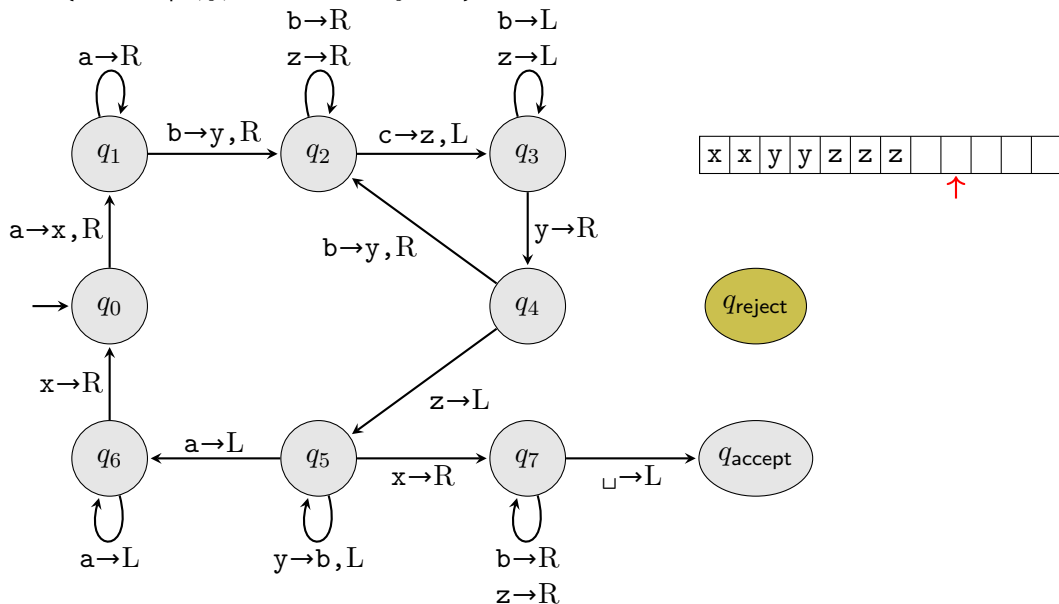 b→R
z→R
b→L
z→L
a→R
q1
b→y,R
q2
c→z,L
q3
x x y y z z z
a→x,R
b→y,R
y→R
q0
q4
qreject
x→R
z→L
q6
a→L
q5
x→R
q7
␣→L
qaccept
a→L
y→b,L
b→R
z→R